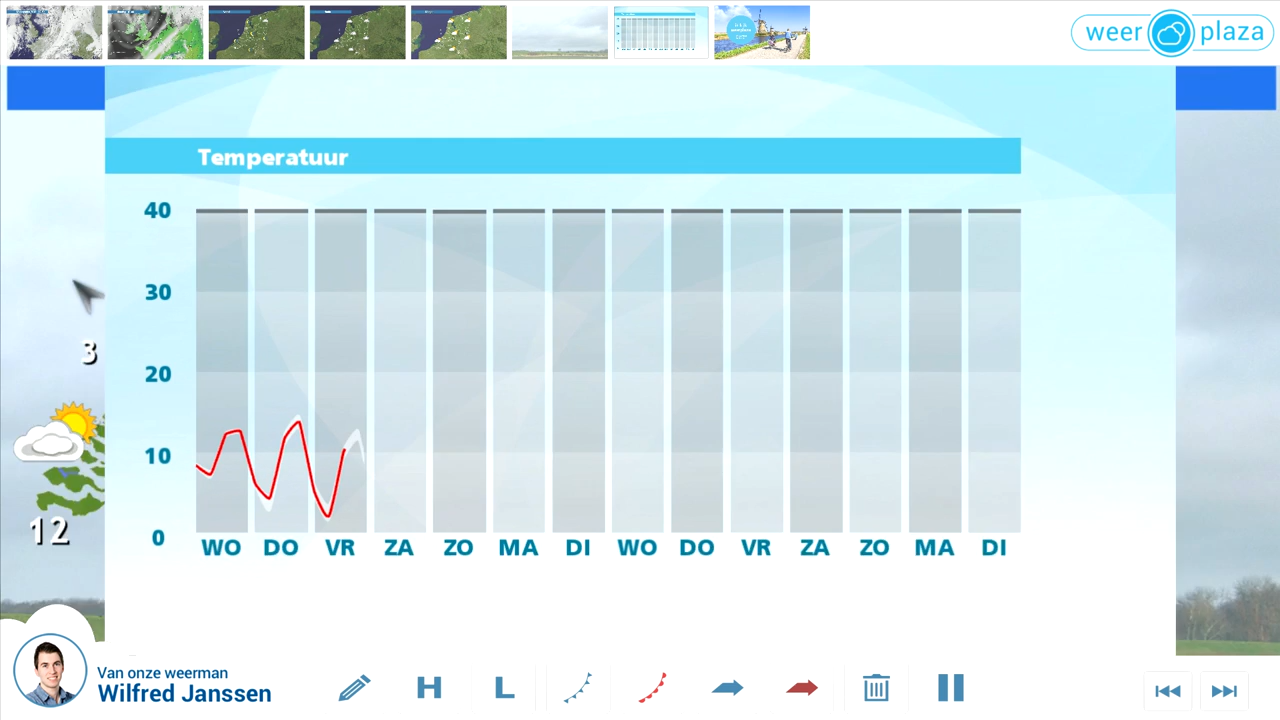 weer plaza
Temperatuur
40
30
20
10
0
WO DO VR ZA ZO MA DI WO DO VR ZA ZO MA DI
3
12
Van onze weerman
Wilfred Janssen
H L